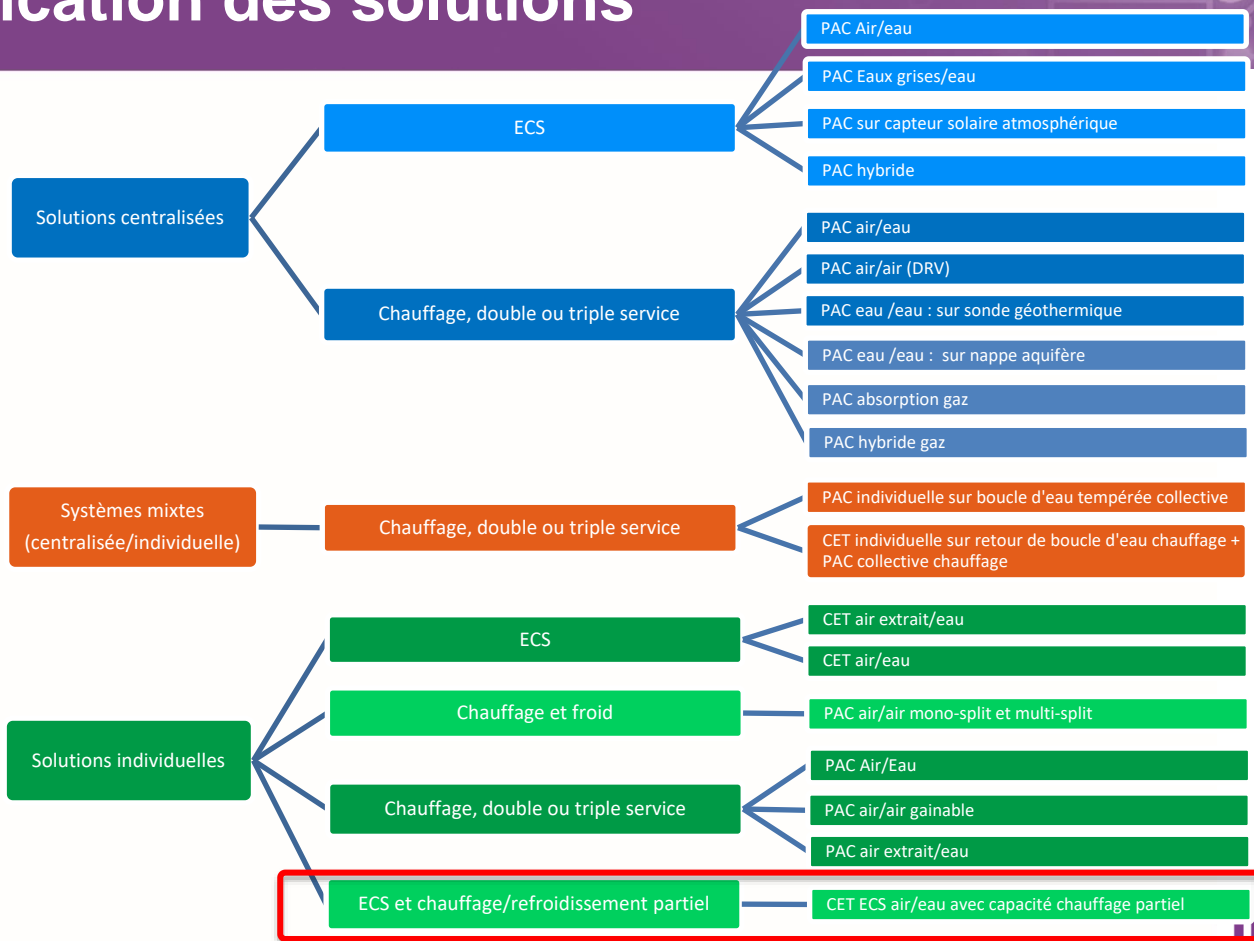 ication des solutions
PAC Air/eau
PAC Eaux grises/eau
ECS
PAC sur capteur solaire atmosphérique
PAC hybride
Solutions centralisées
PAC air/eau
PAC air/air (DRV)
Chauffage, double ou triple service
PAC eau /eau : sur sonde géothermique
PAC eau /eau :  sur nappe aquifère
PAC absorption gaz
PAC hybride gaz
Systèmes mixtes
(centralisée/individuelle)
Chauffage, double ou triple service
PAC individuelle sur boucle d'eau tempérée collective
CET individuelle sur retour de boucle d'eau chauffage +
PAC collective chauffage
Solutions individuelles
ECS
CET air extrait/eau
CET air/eau
Chauffage et froid
PAC air/air mono-split et multi-split
Chauffage, double ou triple service
PAC Air/Eau
PAC air/air gainable
PAC air extrait/eau
ECS et chauffage/refroidissement partiel
CET ECS air/eau avec capacité chauffage partiel